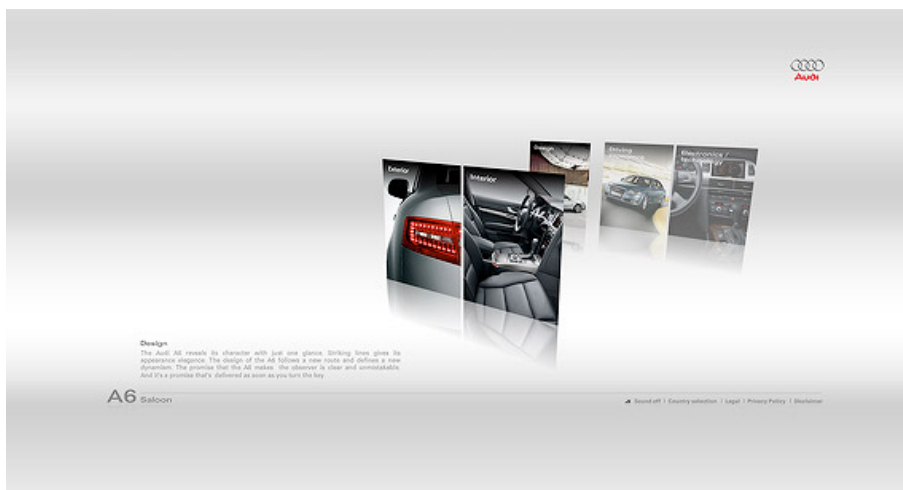 Audi
Design
Driving
Electronics /
Exterior
Interior
Design
The Audi A6 reveals its character with just one glance. Striking lines gives its
appearance elegance. The design of the A6 follows a new route and defines a new
dynamism. The promise that the A6 makes the observer is clear and unmistakable.
And it's a promise that's delivered as soon as you turn the key.
A6 Saloon
Sound off | Country selection | Legal | Privacy Policy | Disclaimer